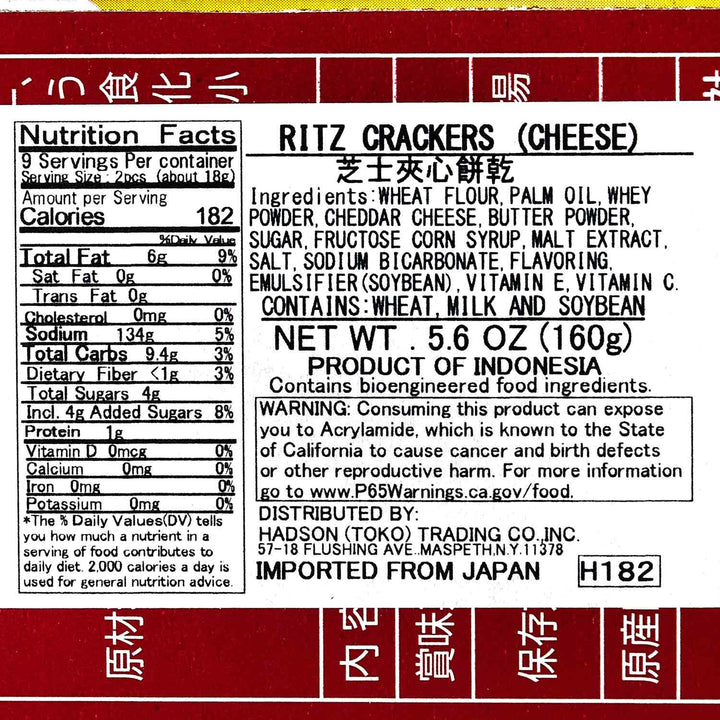 い う 食 化 小
場
Nutrition Facts
9 Servings Per container
Serving Size : 2pcs (about 18g)
Amount per Serving
Calories 182
%Daily Value
Total Fat 6g 9%
Sat Fat 0g 0%
Trans Fat 0g
Cholesterol 0mg 0%
Sodium 134g 5%
Total Carbs 9.4g 3%
Dietary Fiber <1g 3%
Total Sugars 4g
Incl. 4g Added Sugars 8%
Protein 1g
Vitamin D 0mcg 0%
Calcium 0mg 0%
Iron 0mg 0%
Potassium 0mg 0%
*The % Daily Values(DV) tells
you how much a nutrient in a
serving of food contributes to
daily diet. 2,000 calories a day is
used for general nutrition advice.
RITZ CRACKERS (CHEESE)
芝士夾心餅乾
Ingredients:WHEAT FLOUR, PALM OIL, WHEY
POWDER, CHEDDAR CHEESE, BUTTER POWDER,
SUGAR, FRUCTOSE CORN SYRUP, MALT EXTRACT,
SALT, SODIUM BICARBONATE, FLAVORING,
EMULSIFIER(SOYBEAN), VITAMIN E, VITAMIN C.
CONTAINS:WHEAT, MILK AND SOYBEAN
NET WT . 5.6 OZ (160g)
PRODUCT OF INDONESIA
Contains bioengineered food ingredients.
WARNING: Consuming this product can expose
you to Acrylamide, which is known to the State
of California to cause cancer and birth defects
or other reproductive harm. For more information
go to www.P65Warnings.ca.gov/food.
DISTRIBUTED BY:
HADSON (TOKO) TRADING CO.,INC.
57-18 FLUSHING AVE..MASPETH,N.Y.11378
IMPORTED FROM JAPAN H182
原材
内容
賞味
保存
原産